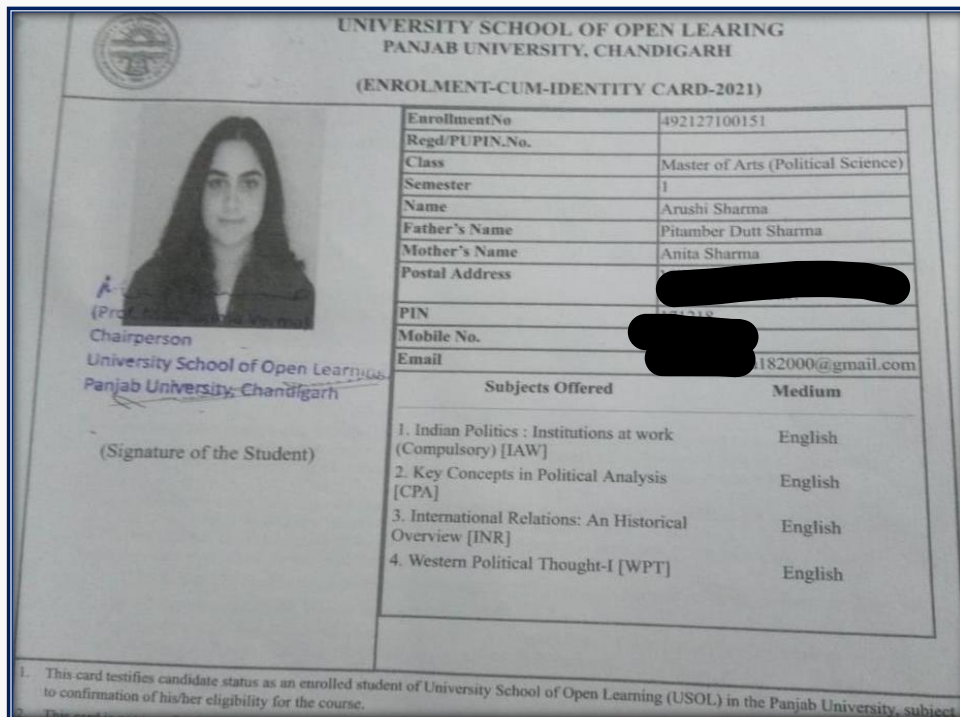 UNIVERSITY SCHOOL OF OPEN LEARING
PANJAB UNIVERSITY, CHANDIGARH
(ENROLMENT-CUM-IDENTITY CARD-2021)
EnrollmentNo 492127100151
Regd/PUPIN.No.
Class Master of Arts (Political Science)
Semester 1
Name Arushi Sharma
Father's Name Pitamber Dutt Sharma
Mother's Name Anita Sharma
Postal Address
PIN
Mobile No.
Email 182000@gmail.com
(Prof.
Chairperson
University School of Open Learning
Panjab University, Chandigarh
(Signature of the Student)
Subjects Offered Medium
1. Indian Politics : Institutions at work English
(Compulsory) [IAW]
2. Key Concepts in Political Analysis English
[CPA]
3. International Relations: An Historical English
Overview [INR]
4. Western Political Thought-I [WPT] English
1. This card testifies candidate status as an enrolled student of University School of Open Learning (USOL) in the Panjab University, subject
to confirmation of his/her eligibility for the course.
2. This card is